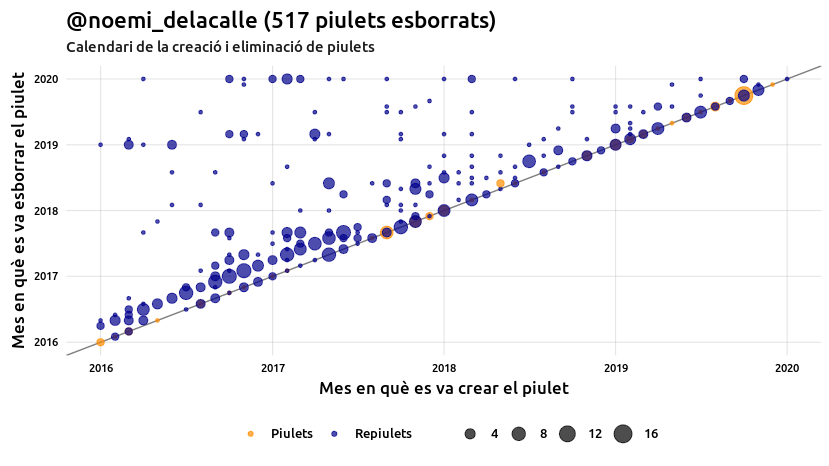 @noemi_delacalle (517 piulets esborrats)
Calendari de la creació i eliminació de piulets
Mes en què es va esborrar el piulet
2020
2019
2018
2017
2016
2016 2017 2018 2019 2020
Mes en què es va crear el piulet
Piulets Repiulets 4 8 12 16